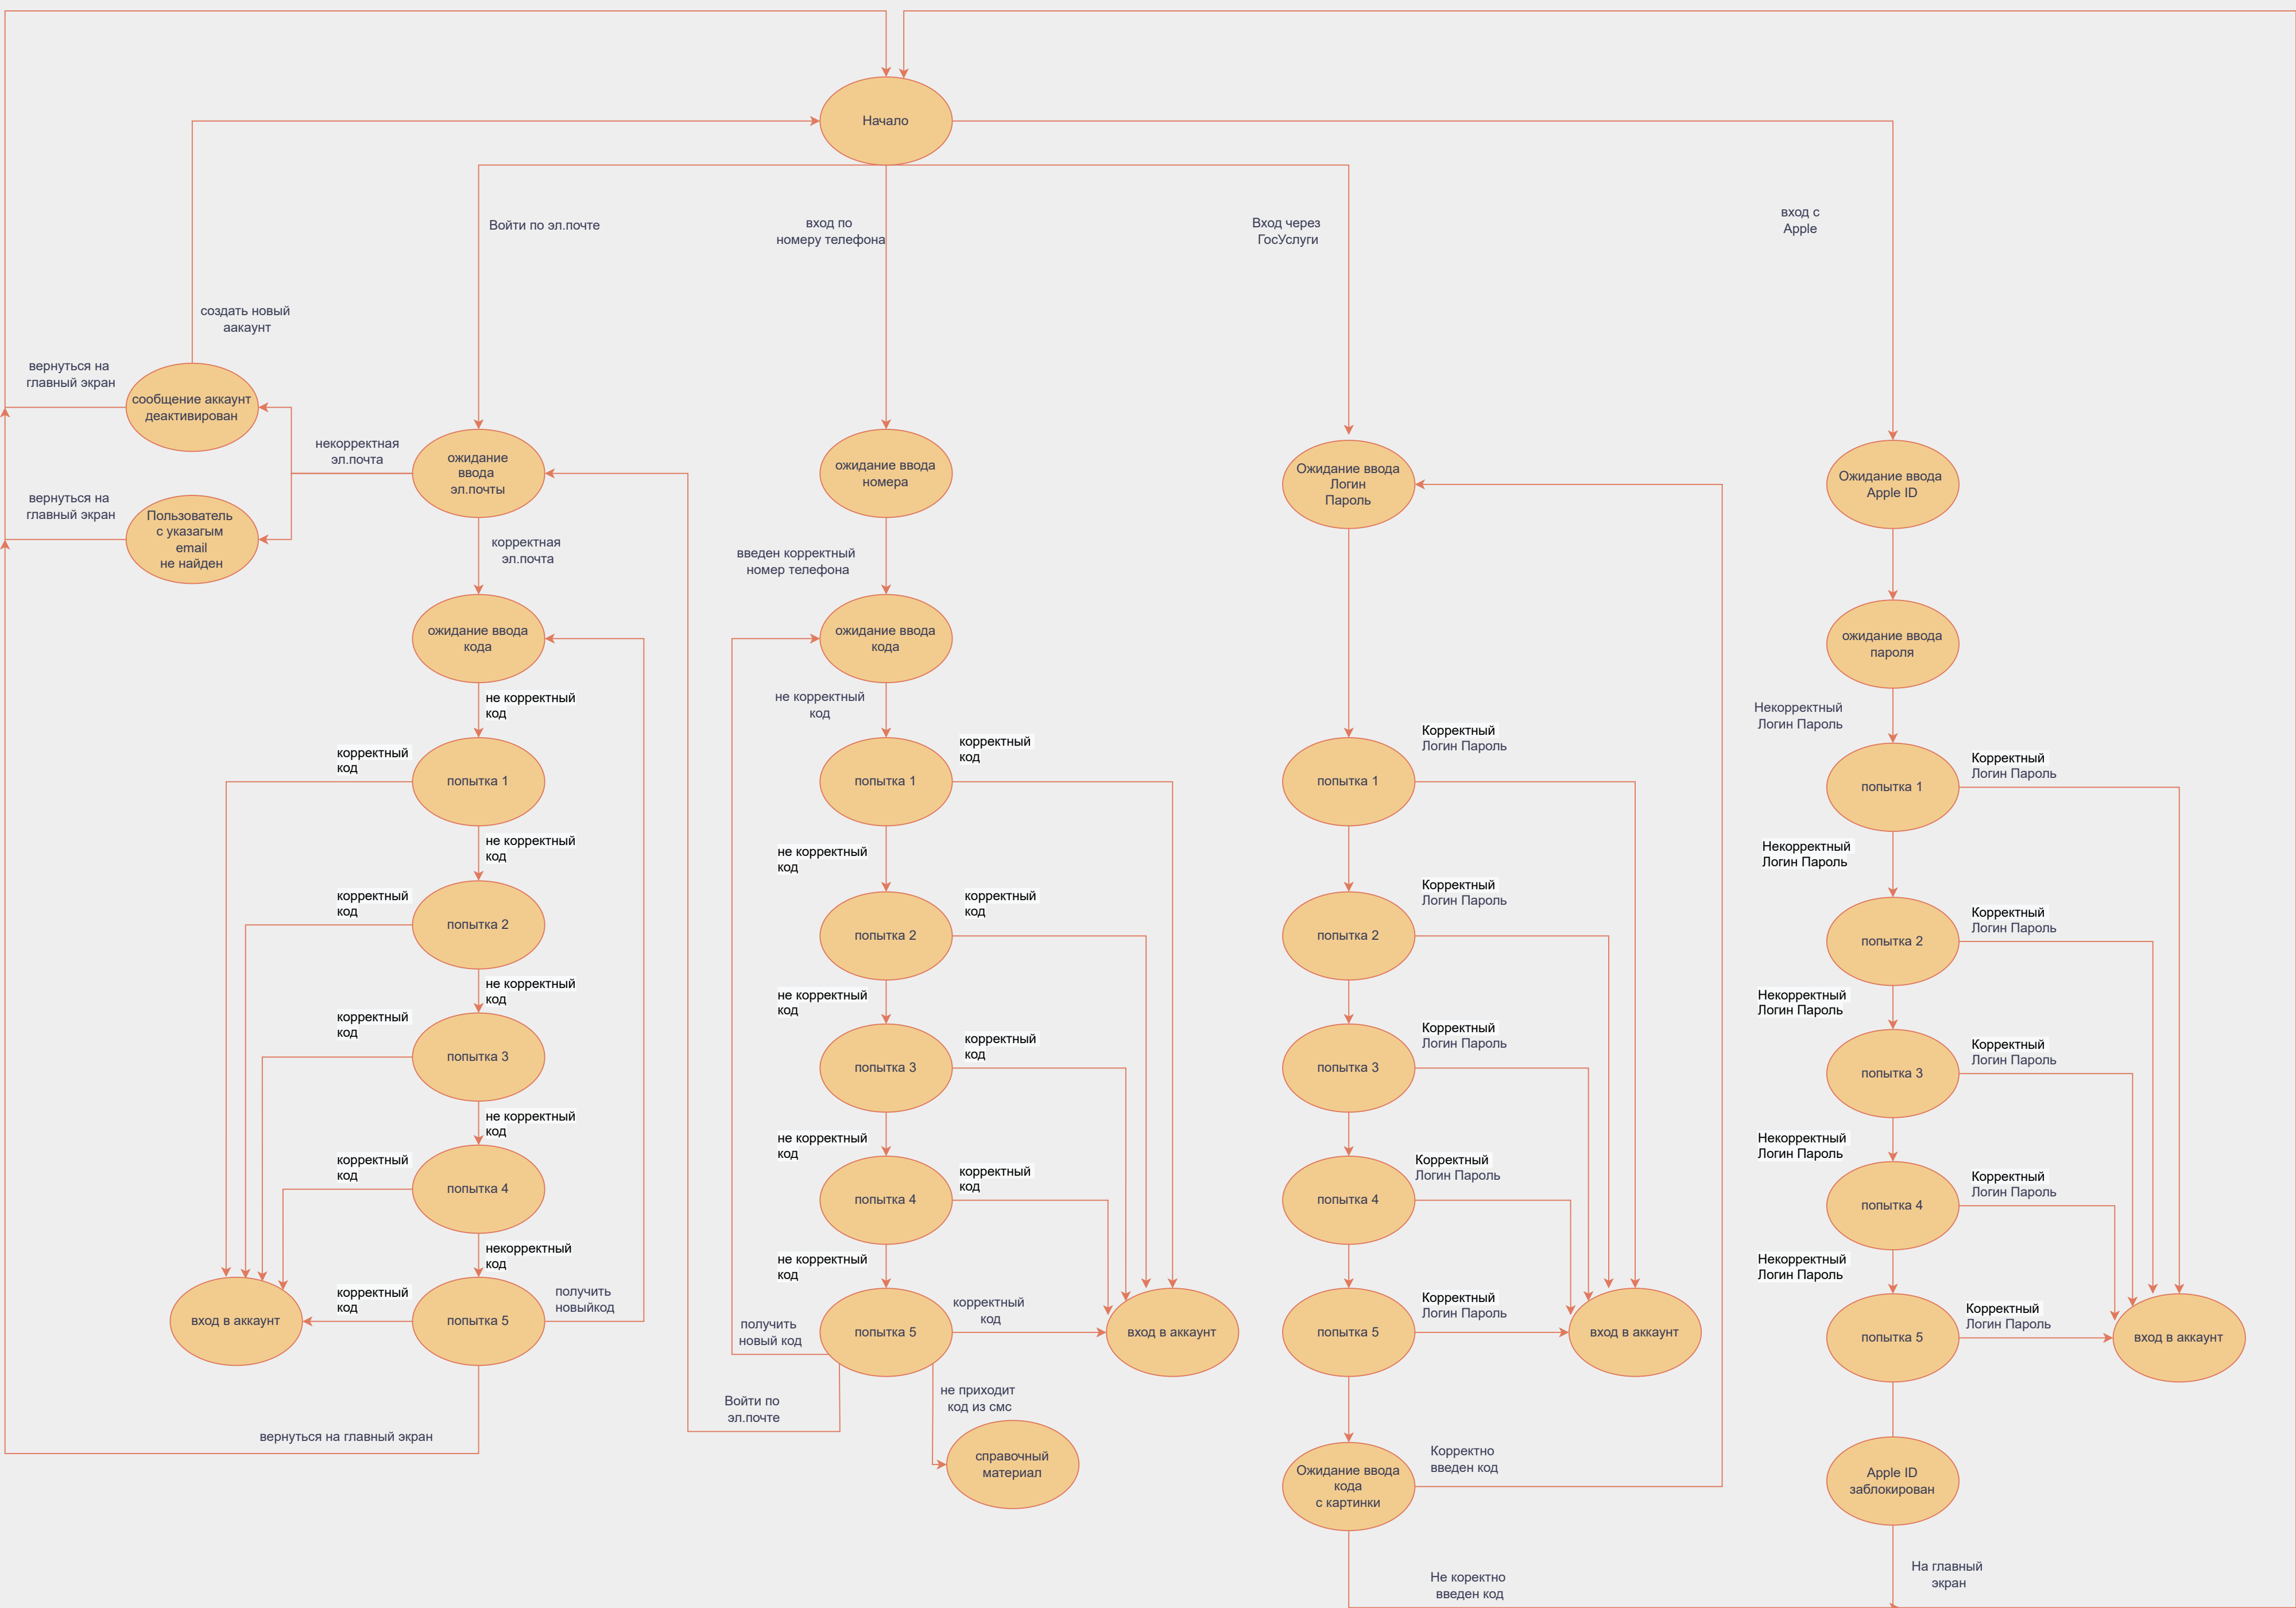 Начало
Войти по эл.почте
вход по
номеру телефона
Вход через
ГосУслуги
вход с
Apple
создать новый
аакаунт
вернуться на
главный экран
сообщение аккаунт
деактивирован
некорректная
эл.почта
ожидание
ввода
эл.почты
ожидание ввода
номера
Ожидание ввода
Логин
Пароль
Ожидание ввода
Apple ID
вернуться на
главный экран
Пользователь
с указагым
email
не найден
корректная
эл.почта
введен корректный
номер телефона
ожидание ввода
кода
ожидание ввода
кода
ожидание ввода
пароля
не корректный
код
не корректный
код
Некорректный
Логин Пароль
корректный
код
попытка 1
попытка 1
корректный
код
попытка 1
Корректный
Логин Пароль
попытка 1
Корректный
Логин Пароль
не корректный
код
не корректный
код
Некорректный
Логин Пароль
корректный
код
попытка 2
попытка 2
корректный
код
попытка 2
Корректный
Логин Пароль
попытка 2
Корректный
Логин Пароль
не корректный
код
не корректный
код
Некорректный
Логин Пароль
корректный
код
попытка 3
попытка 3
корректный
код
попытка 3
Корректный
Логин Пароль
попытка 3
Корректный
Логин Пароль
не корректный
код
не корректный
код
Некорректный
Логин Пароль
корректный
код
попытка 4
попытка 4
корректный
код
попытка 4
Корректный
Логин Пароль
попытка 4
Корректный
Логин Пароль
некорректный
код
не корректный
код
Некорректный
Логин Пароль
вход в аккаунт
корректный
код
попытка 5
получить
новыйкод
получить
новый код
попытка 5
корректный
код
вход в аккаунт
попытка 5
Корректный
Логин Пароль
вход в аккаунт
попытка 5
Корректный
Логин Пароль
вход в аккаунт
вернуться на главный экран
Войти по
эл.почте
не приходит
код из смс
справочный
материал
Ожидание ввода
кода
с картинки
Корректно
введен код
Apple ID
заблокирован
Не коректно
введен код
На главный
экран